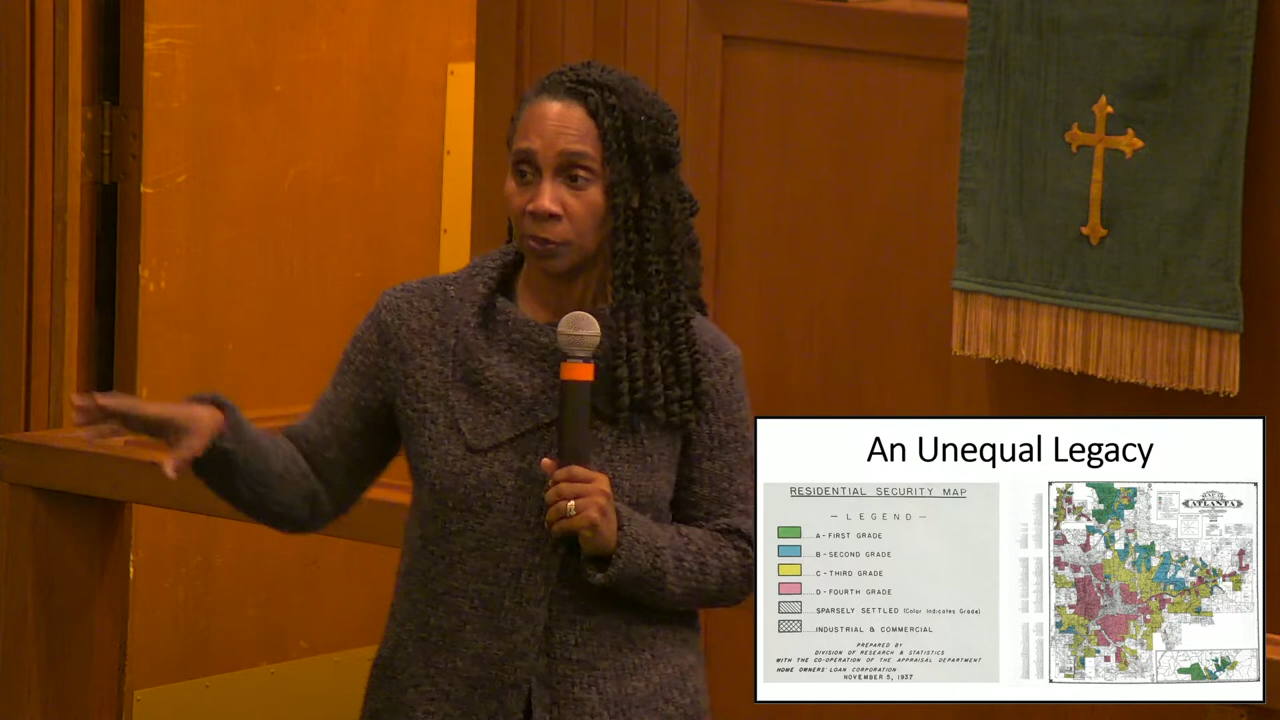 An Unequal Legacy
RESIDENTIAL SECURITY MAP
- LEGEND -
A-FIRST GRADE
B-SECOND GRADE
C-THIRD GRADE
D-FOURTH GRADE
SPARSELY SETTLED (Color Indicates Grade)
INDUSTRIAL & COMMERCIAL
PREPARED BY
DIVISION OF RESEARCH & STATISTICS
WITH THE CO-OPERATION OF THE APPRAISAL DEPARTMENT
HOME OWNERS' LOAN CORPORATION
NOVEMBER 5, 1937
MAP OF
ATLANTA